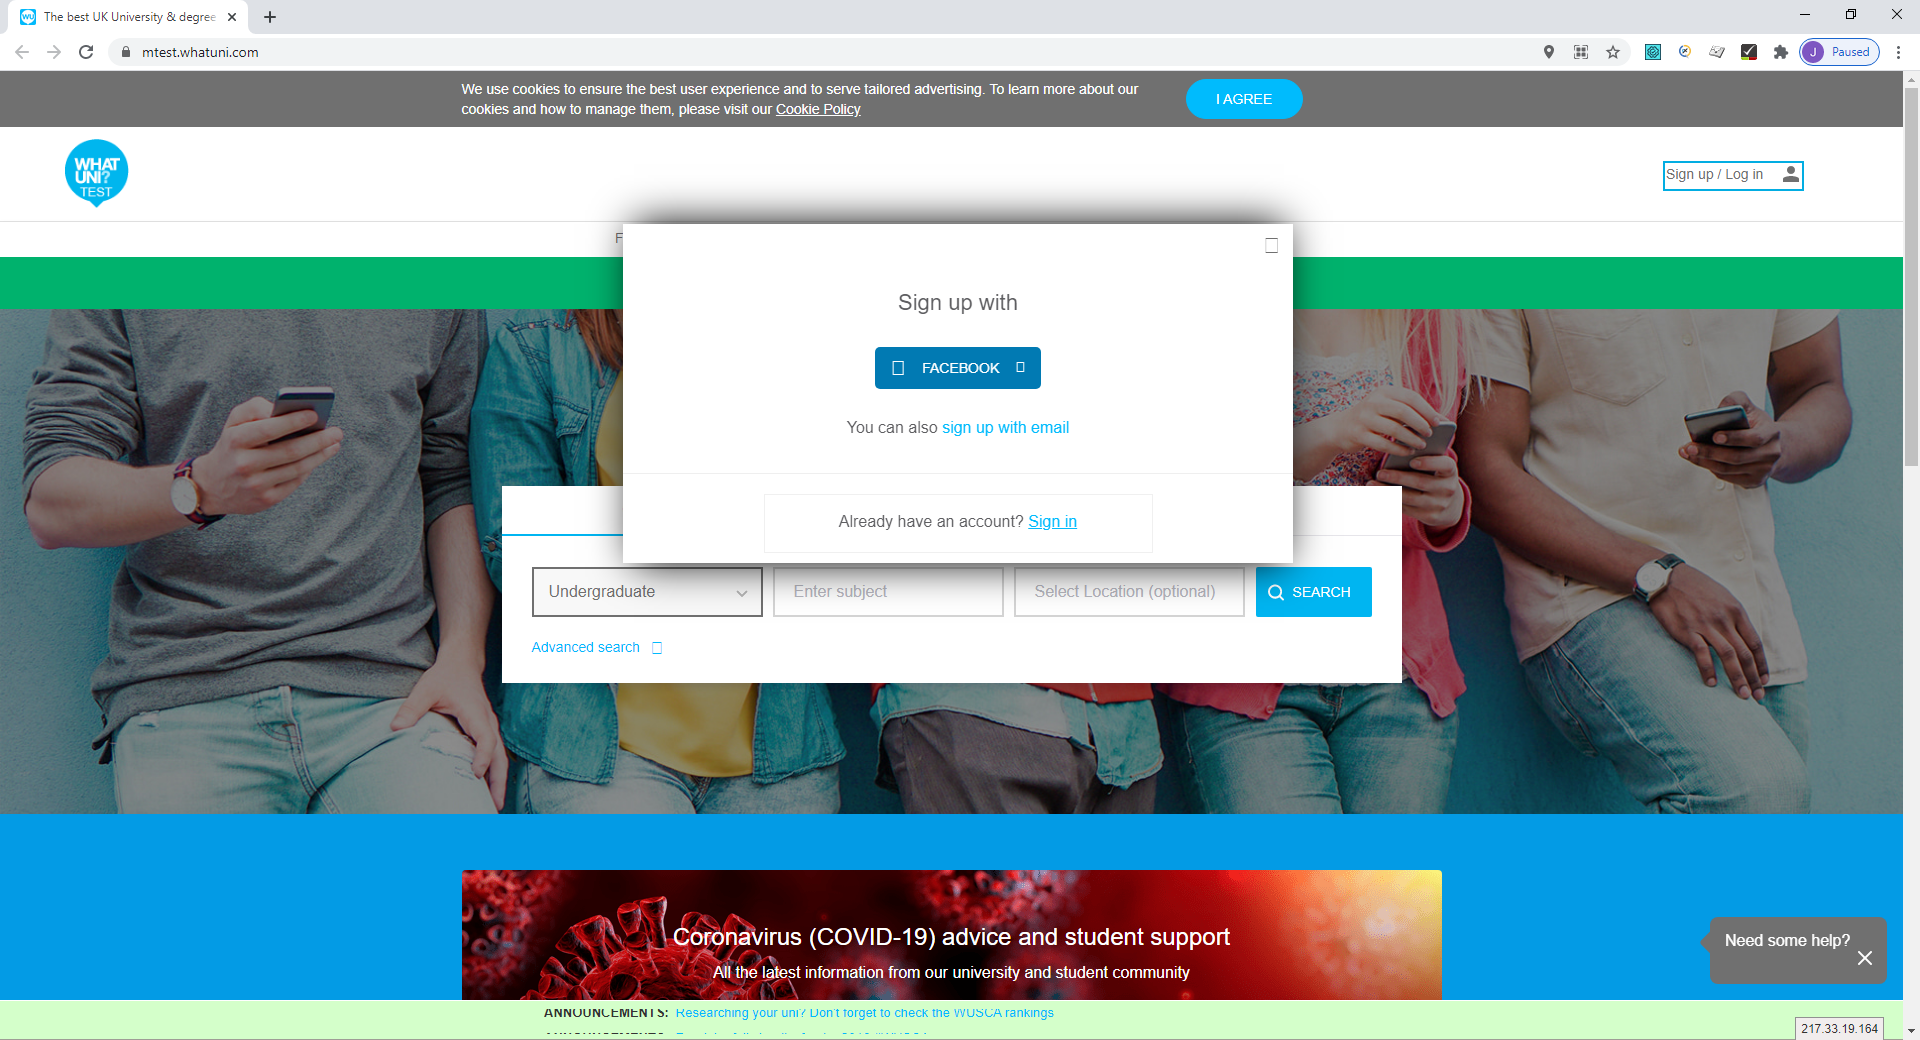 The best UK University & degree
mtest.whatuni.com
J Paused
We use cookies to ensure the best user experience and to serve tailored advertising. To learn more about our
cookies and how to manage them, please visit our Cookie Policy
I AGREE
WHAT
UNI?
TEST
Sign up / Log in
F
Sign up with
FACEBOOK
You can also sign up with email
Already have an account? Sign in
Undergraduate
Enter subject
Select Location (optional)
SEARCH
Advanced search
Coronavirus (COVID-19) advice and student support
All the latest information from our university and student community
Need some help?
ANNOUNCEMENTS: Researching your uni? Don't forget to check the WUSCA rankings
217.33.19.164